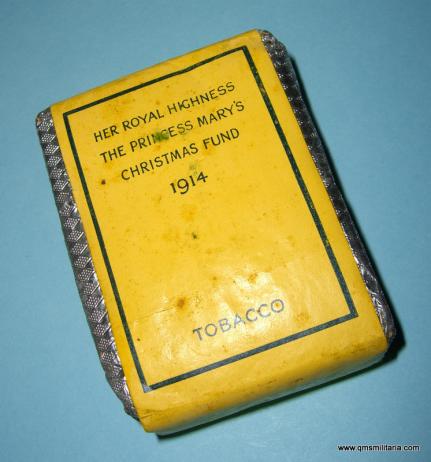 HER ROYAL HIGHNESS
THE PRINCESS MARY'S
CHRISTMAS FUND
1914
TOBACCO
www.qmsmilitaria.com